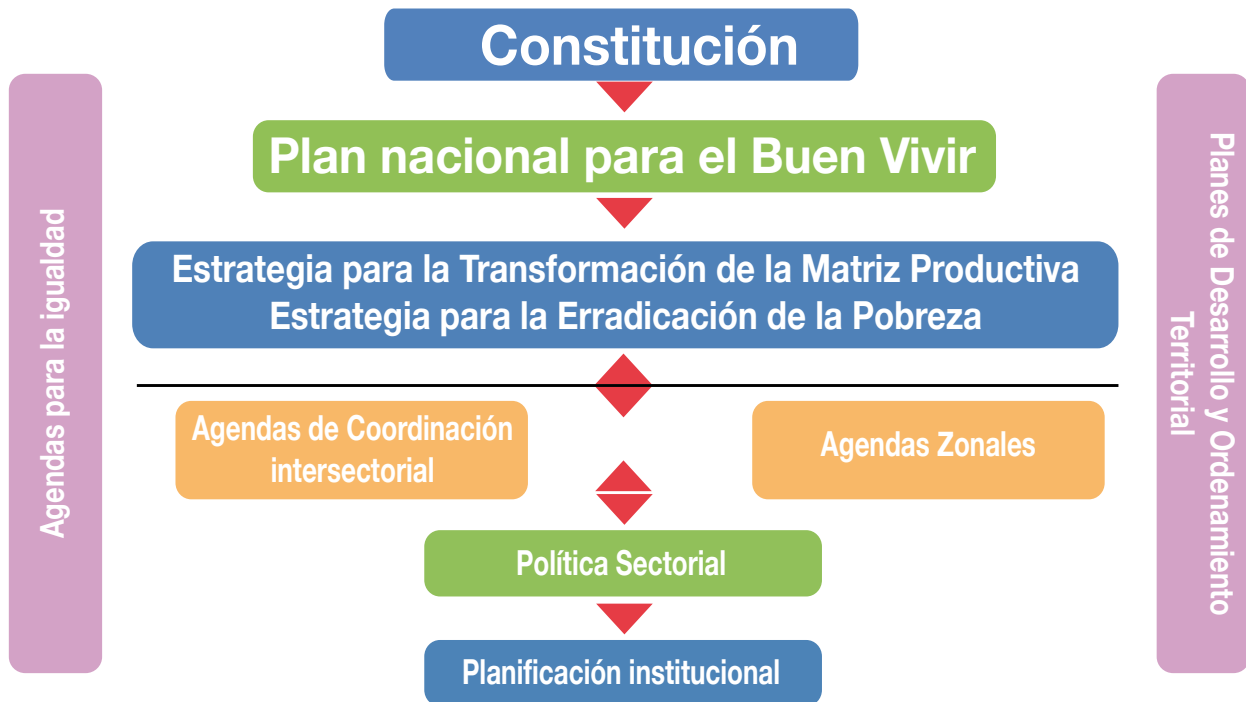 Constitución
Plan nacional para el Buen Vivir
Estrategia para la Transformación de la Matriz Productiva
Estrategia para la Erradicación de la Pobreza
Agendas de Coordinación
intersectorial
Agendas Zonales
Política Sectorial
Planificación institucional
Agendas para la igualdad
Planes de Desarrollo y Ordenamiento
Territorial